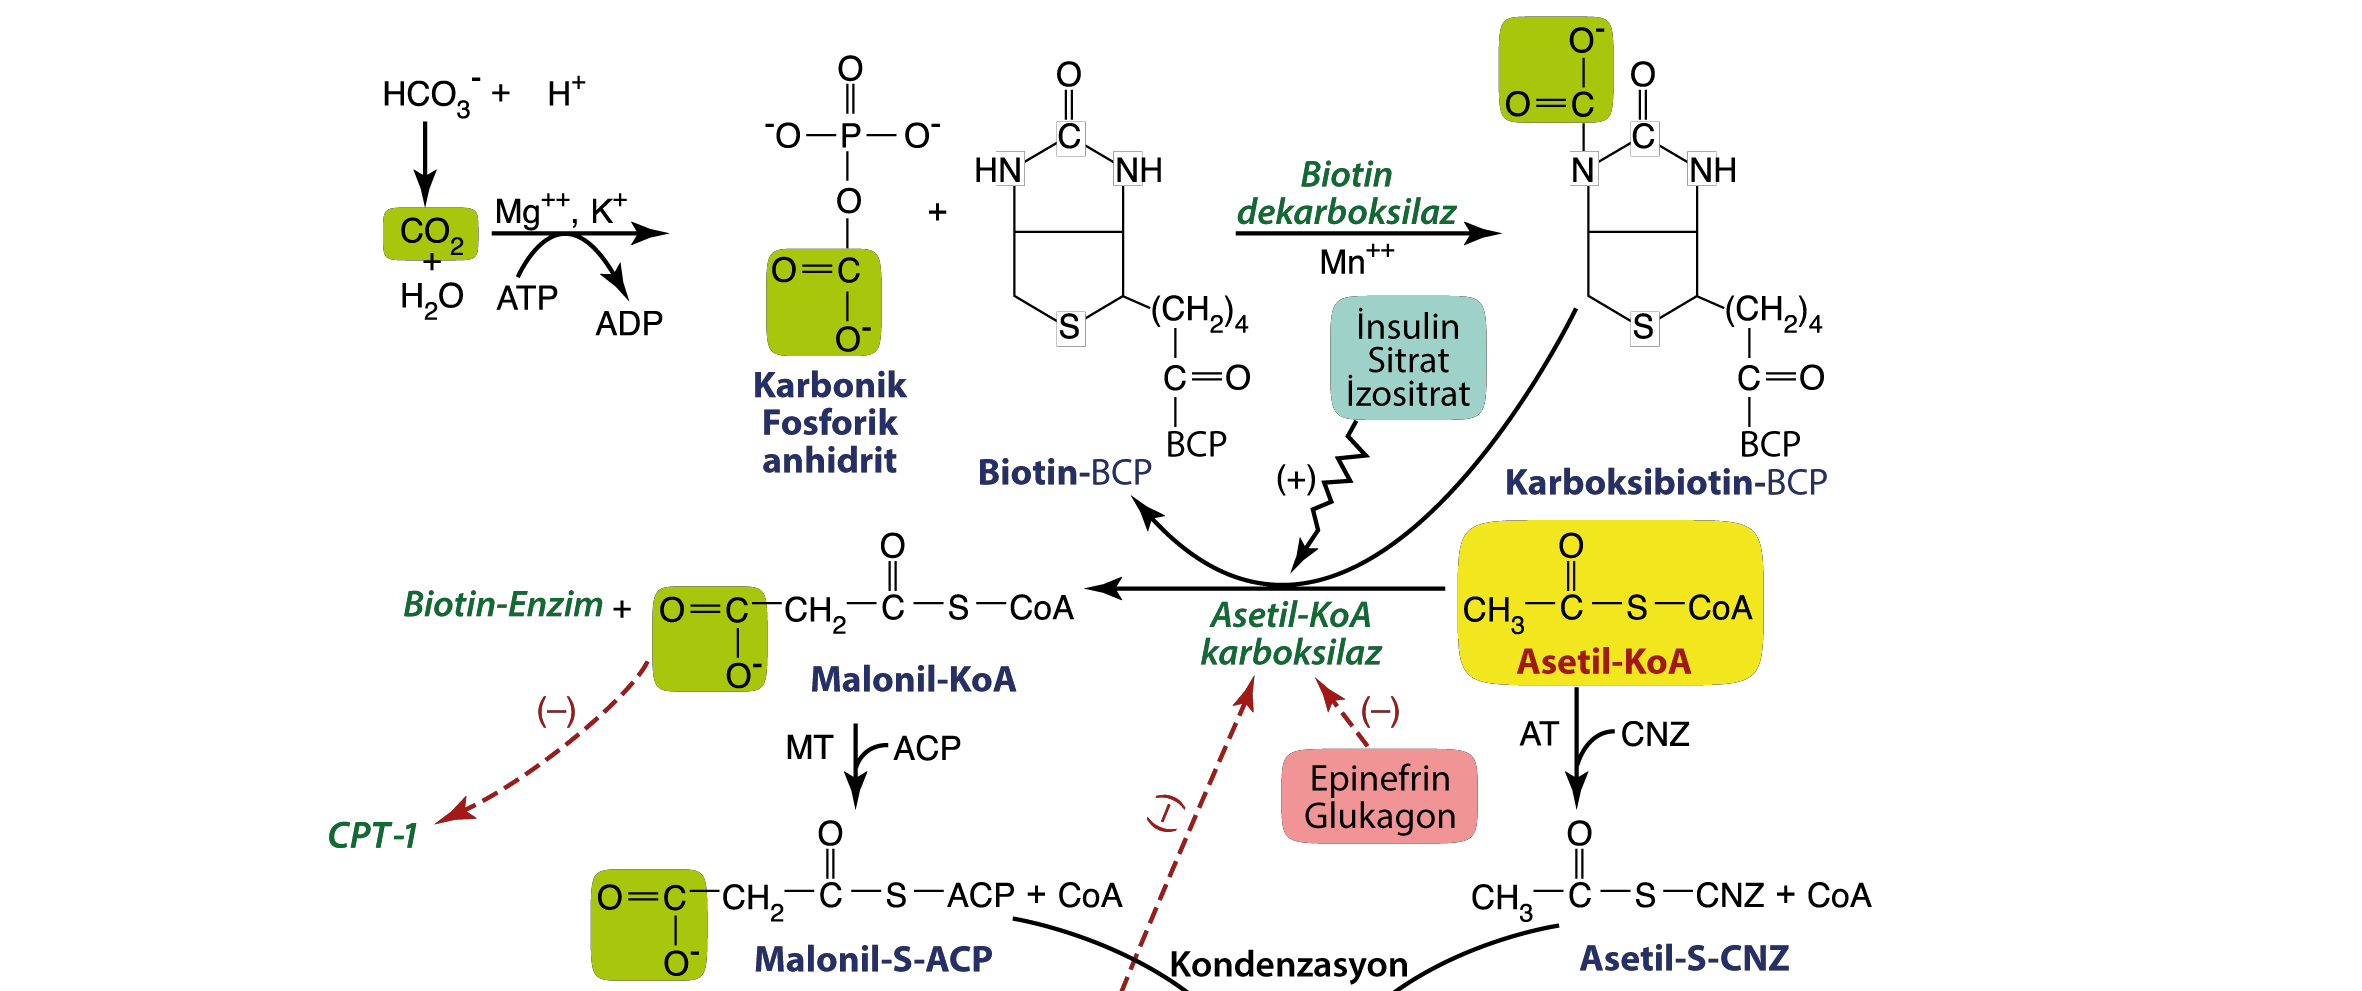 HCO3- + H+
CO2
+
H2O
Mg++, K+
ATP
ADP
O
-O P O-
O
O C
O-
Karbonik
Fosforik
anhidrit
+
O
C
HN NH
S
(CH2)4
C O
BCP
Biotin-BCP
Biotin
dekarboksilaz
Mn++
O-
O C
O
C
N NH
S
(CH2)4
C O
BCP
Karboksibiotin-BCP
İnsulin
Sitrat
İzositrat
(+)
Biotin-Enzim +
O
O C CH2 C S CoA
O-
Malonil-KoA
Asetil-KoA
karboksilaz
O
CH3 C S CoA
Asetil-KoA
(–)
CPT-1
MT ACP
(–)
(–)
Epinefrin
Glukagon
AT CNZ
O
O C CH2 C S ACP + CoA
O-
Malonil-S-ACP
Kondenzasyon
O
CH3 C S CNZ + CoA
Asetil-S-CNZ